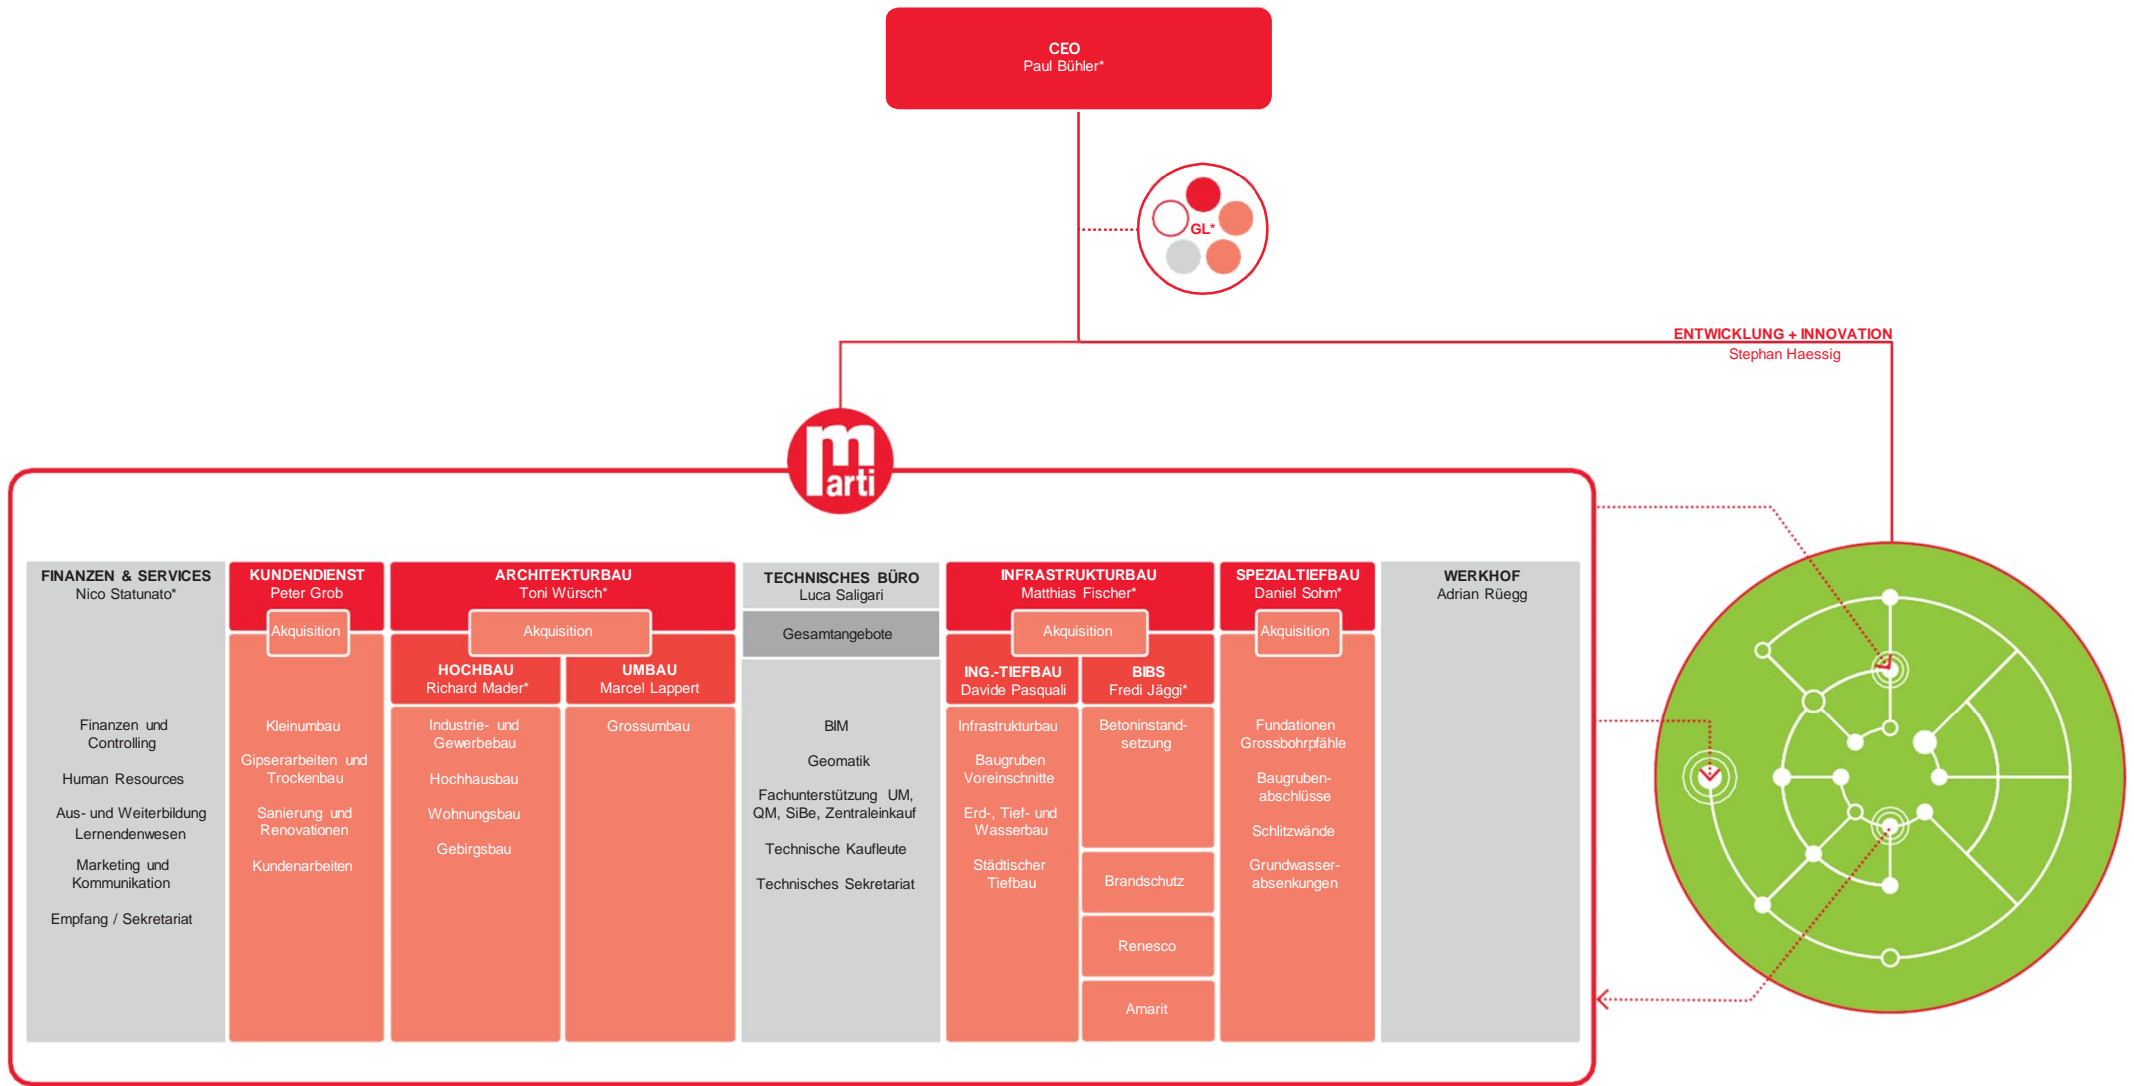 CEO
Paul Bühler*
GL*
ENTWICKLUNG + INNOVATION
Stephan Haessig
marti
FINANZEN & SERVICES
Nico Statunato*
Finanzen und
Controlling
Human Resources
Aus- und Weiterbildung
Lernendenwesen
Marketing und
Kommunikation
Empfang / Sekretariat
KUNDENDIENST
Peter Grob
Akquisition
Kleinumbau
Gipserarbeiten und
Trockenbau
Sanierung und
Renovationen
Kundenarbeiten
ARCHITEKTURBAU
Toni Würsch*
Akquisition
HOCHBAU
Richard Mader*
Industrie- und
Gewerbebau
Hochhausbau
Wohnungsbau
Gebirgsbau
UMBAU
Marcel Lappert
Grossumbau
TECHNISCHES BÜRO
Luca Saligari
Gesamtangebote
BIM
Geomatik
Fachunterstützung UM,
QM, SiBe, Zentraleinkauf
Technische Kaufleute
Technisches Sekretariat
INFRASTRUKTURBAU
Matthias Fischer*
Akquisition
ING.-TIEFBAU
Davide Pasquali
Infrastrukturbau
Baugruben
Voreinschnitte
Erd-, Tief- und
Wasserbau
Städtischer
Tiefbau
BIBS
Fredi Jäggi*
Betoninstand-
setzung
Brandschutz
Renesco
Amarit
SPEZIALTIEFBAU
Daniel Sohm*
Akquisition
Fundationen
Grossbohrpfähle
Baugruben-
abschlüsse
Schlitzwände
Grundwasser-
absenkungen
WERKHOF
Adrian Rüegg